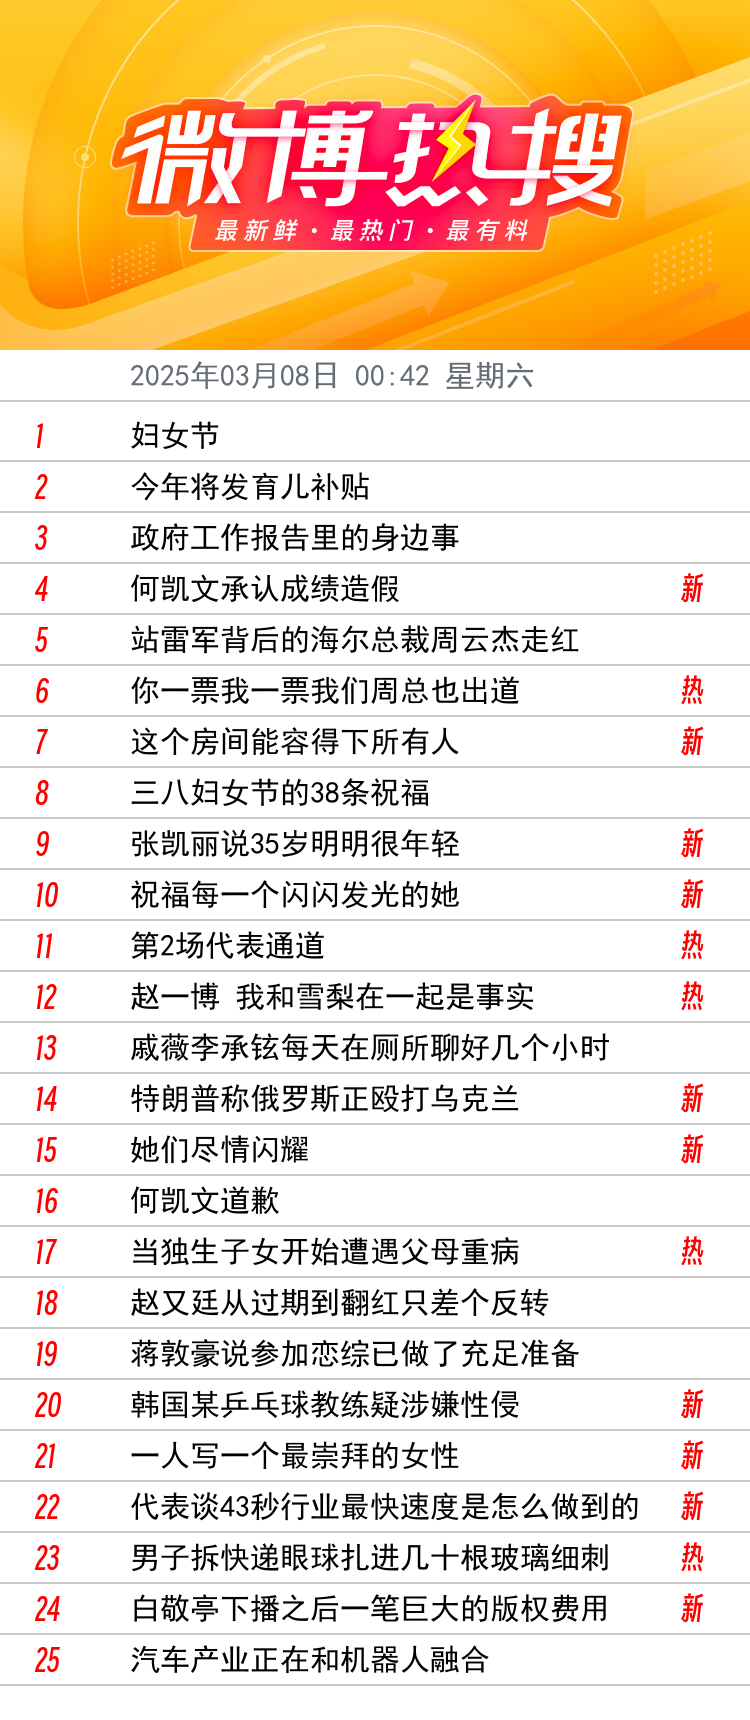 微博热搜
最新鲜·最热门·最有料
2025年03月08日 00:42 星期六
1 妇女节
2 今年将发育儿补贴
3 政府工作报告里的身边事
4 何凯文承认成绩造假 新
5 站雷军背后的海尔总裁周云杰走红
6 你一票我一票我们周总也出道 热
7 这个房间能容得下所有人 新
8 三八妇女节的38条祝福
9 张凯丽说35岁明明很年轻 新
10 祝福每一个闪闪发光的她 新
11 第2场代表通道 热
12 赵一博 我和雪梨在一起是事实 热
13 戚薇李承铉每天在厕所聊好几个小时
14 特朗普称俄罗斯正殴打乌克兰 新
15 她们尽情闪耀 新
16 何凯文道歉
17 当独生子女开始遭遇父母重病 热
18 赵又廷从过期到翻红只差个反转
19 蒋敦豪说参加恋综已做了充足准备
20 韩国某乒乓球教练疑涉嫌性侵 新
21 一人写一个最崇拜的女性 新
22 代表谈43秒行业最快速度是怎么做到的 新
23 男子拆快递眼球扎进几十根玻璃细刺 热
24 白敬亭下播之后一笔巨大的版权费用 新
25 汽车产业正在和机器人融合